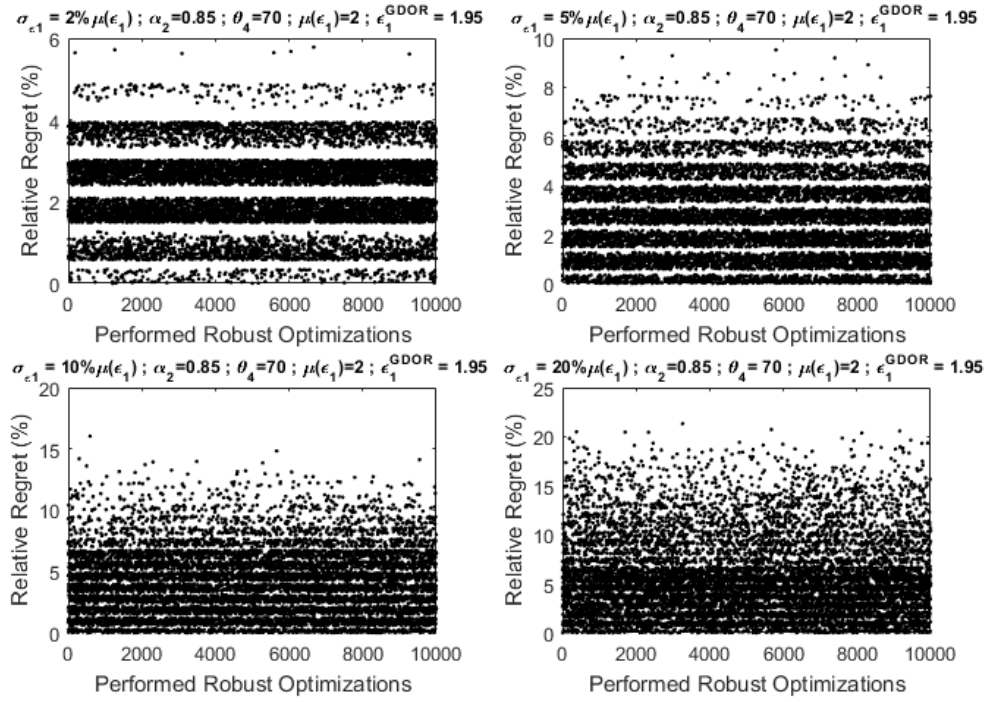 σϵ1 = 2%μ(ϵ1) ; α2=0.85 ; θ4=70 ; μ(ϵ1)=2 ; ϵ1GDOR = 1.95
6
4
2
0
Relative Regret (%)
0 2000 4000 6000 8000 10000
Performed Robust Optimizations
σϵ1 = 5%μ(ϵ1) ; α2=0.85 ; θ4=70 ; μ(ϵ1)=2 ; ϵ1GDOR = 1.95
10
8
6
4
2
0
Relative Regret (%)
0 2000 4000 6000 8000 10000
Performed Robust Optimizations
σϵ1 = 10%μ(ϵ1) ; α2=0.85 ; θ4=70 ; μ(ϵ1)=2 ; ϵ1GDOR = 1.95
20
15
10
5
0
Relative Regret (%)
0 2000 4000 6000 8000 10000
Performed Robust Optimizations
σϵ1 = 20%μ(ϵ1) ; α2=0.85 ; θ4= 70 ; μ(ϵ1)=2 ; ϵ1GDOR = 1.95
25
20
15
10
5
0
Relative Regret (%)
0 2000 4000 6000 8000 10000
Performed Robust Optimizations